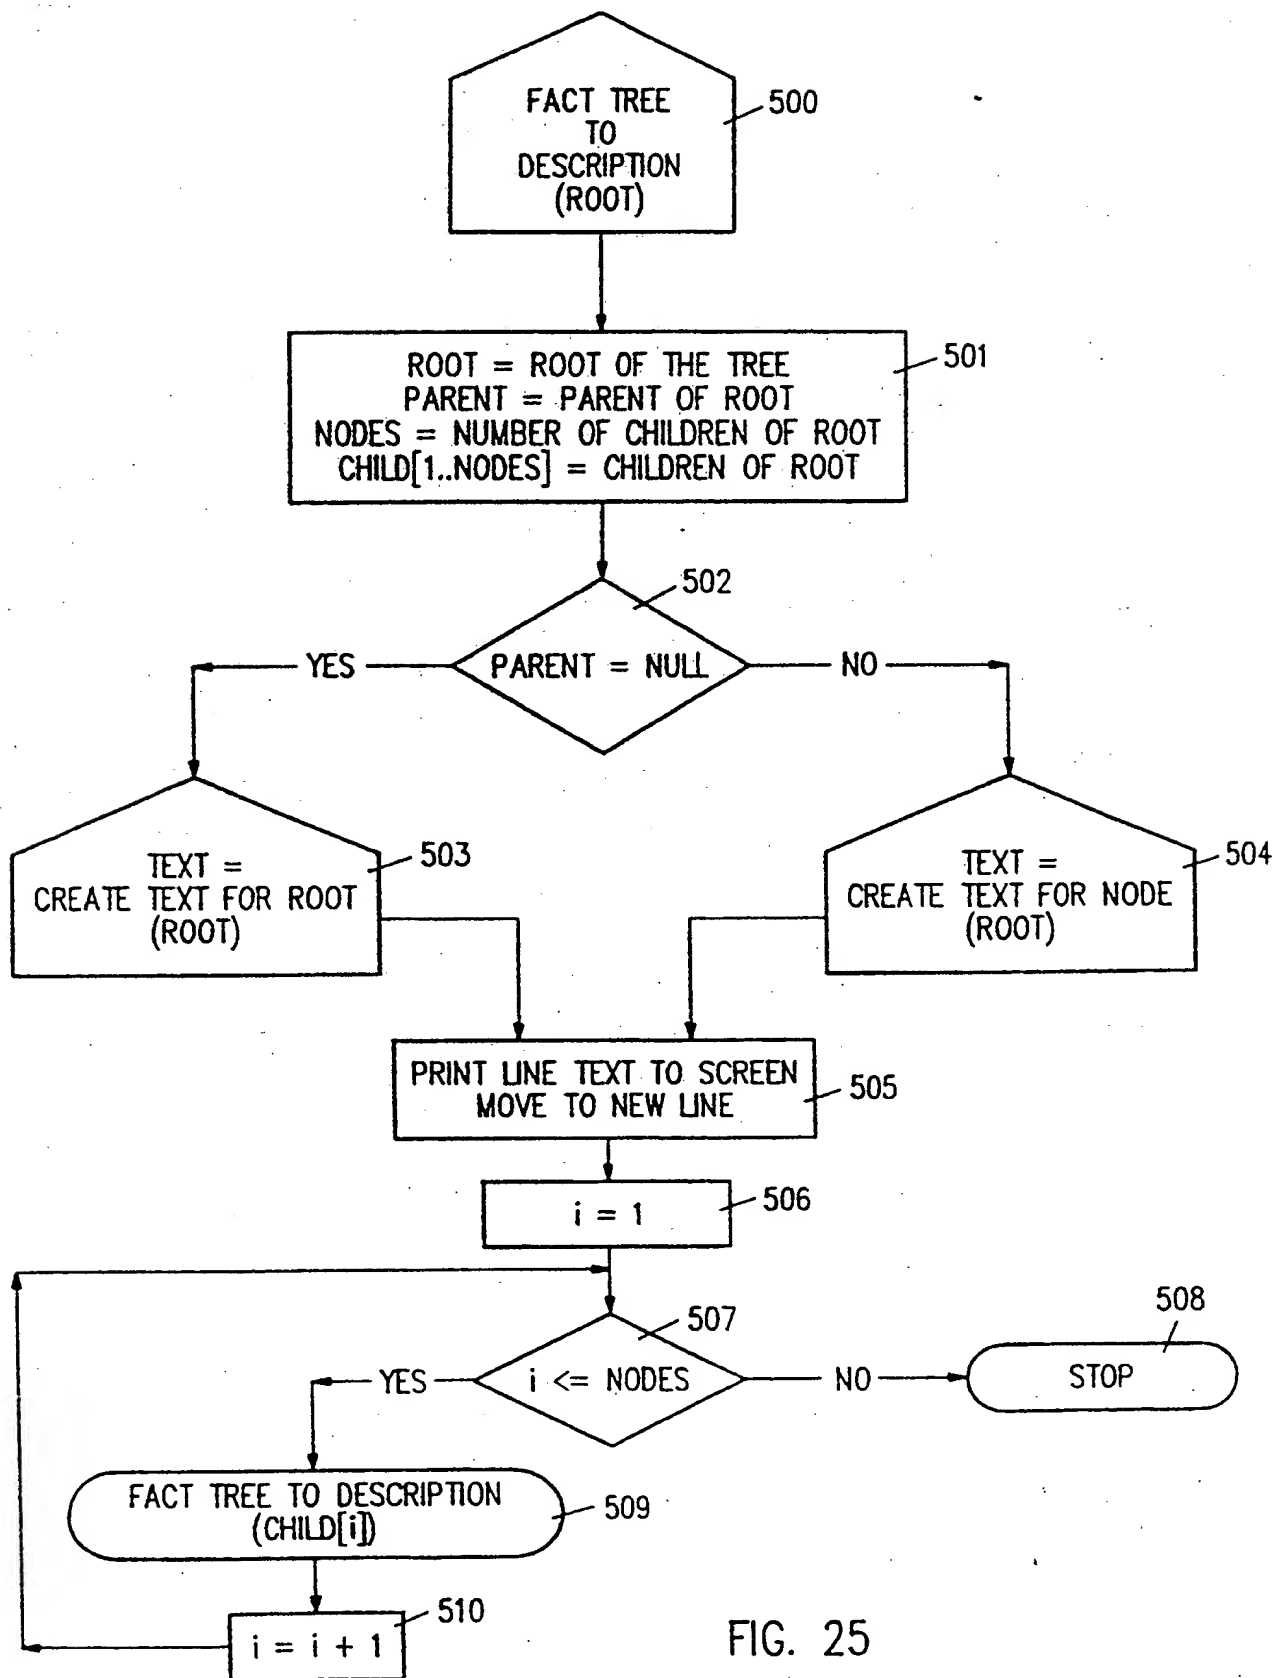 FACT TREE
TO
DESCRIPTION
(ROOT)
500
ROOT = ROOT OF THE TREE
PARENT = PARENT OF ROOT
NODES = NUMBER OF CHILDREN OF ROOT
CHILD[1..NODES] = CHILDREN OF ROOT
501
502
YES
PARENT = NULL
NO
TEXT =
CREATE TEXT FOR ROOT
(ROOT)
503
TEXT =
CREATE TEXT FOR NODE
(ROOT)
504
PRINT LINE TEXT TO SCREEN
MOVE TO NEW LINE
505
i = 1
506
507
YES
i <= NODES
NO
508
STOP
FACT TREE TO DESCRIPTION
(CHILD[i])
509
i = i + 1
510
FIG. 25